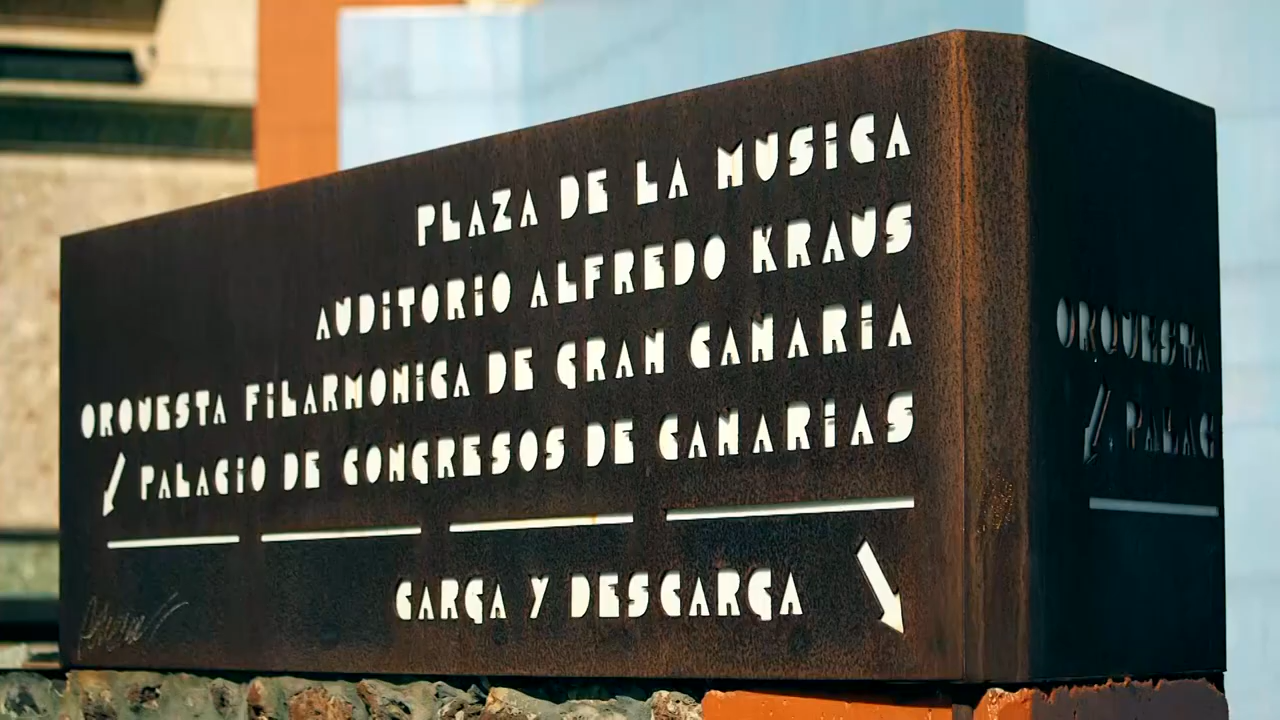 PLAZA DE LA MUSICA
AUDITORIO ALFREDO KRAUS
ORQUESTA FILARMONICA DE GRAN CANARIA
PALACIO DE CONGRESOS DE CANARIAS
CARGA Y DESCARGA
ORQUESTA
PALAC